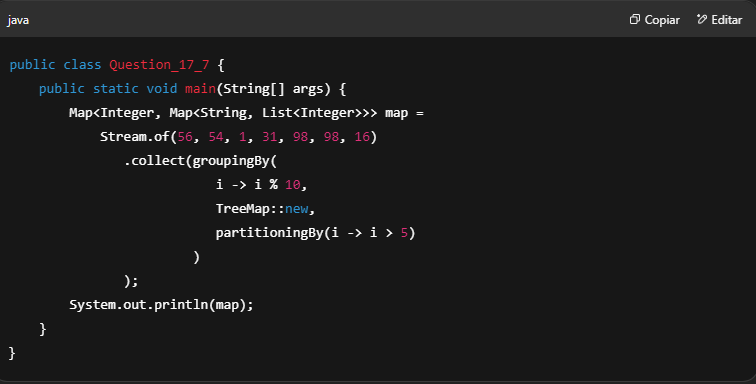 java
Copiar
Editar
public class Question_17_7 {
public static void main(String[] args) {
Map<Integer, Map<String, List<Integer>>> map =
Stream.of(56, 54, 1, 31, 98, 98, 16)
.collect(groupingBy(
i -> i % 10,
TreeMap::new,
partitioningBy(i -> i > 5)
)
);
System.out.println(map);
}
}